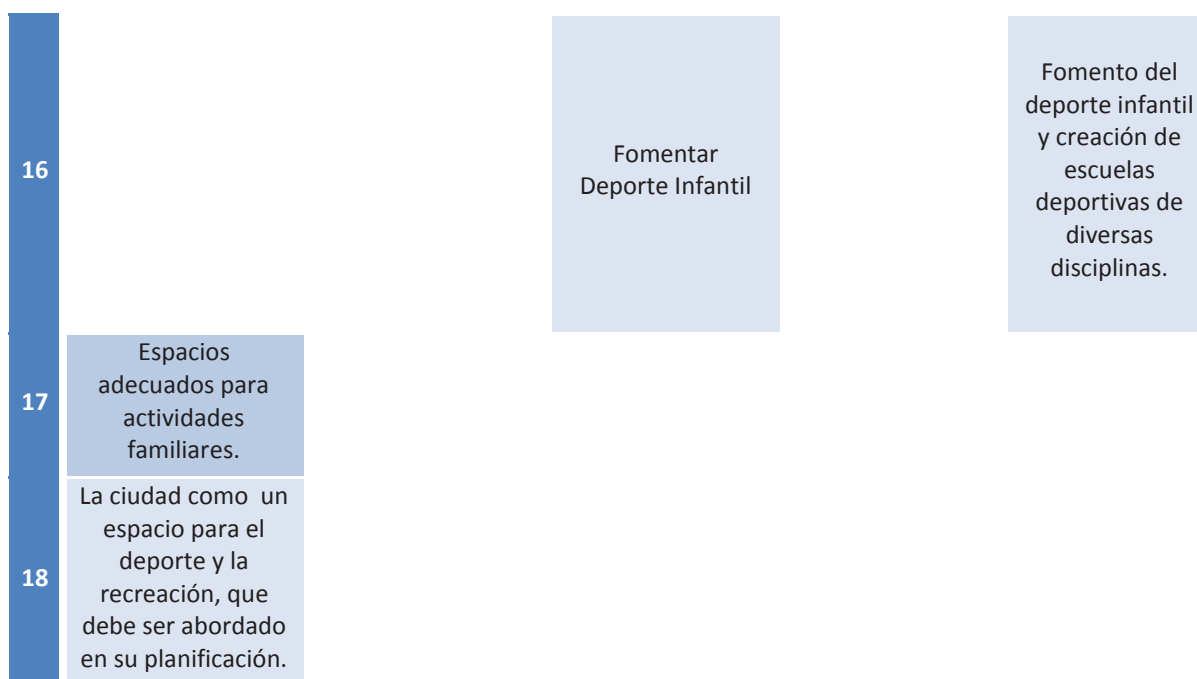 16
Fomentar
Deporte Infantil
Fomento del
deporte infantil
y creación de
escuelas
deportivas de
diversas
disciplinas.
17
Espacios
adecuados para
actividades
familiares.
18
La ciudad como  un
espacio para el
deporte y la
recreación, que
debe ser abordado
en su planificación.